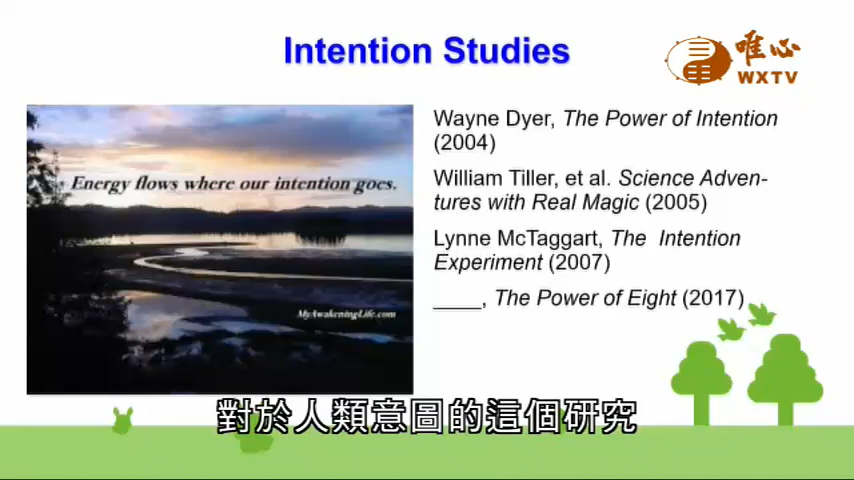 Intention Studies
唯心
WXTV
Energy flows where our intention goes.
MyAwakeningLife.com
Wayne Dyer, The Power of Intention
(2004)
William Tiller, et al. Science Adven-
tures with Real Magic (2005)
Lynne McTaggart, The Intention
Experiment (2007)
____, The Power of Eight (2017)
對於人類意圖的這個研究